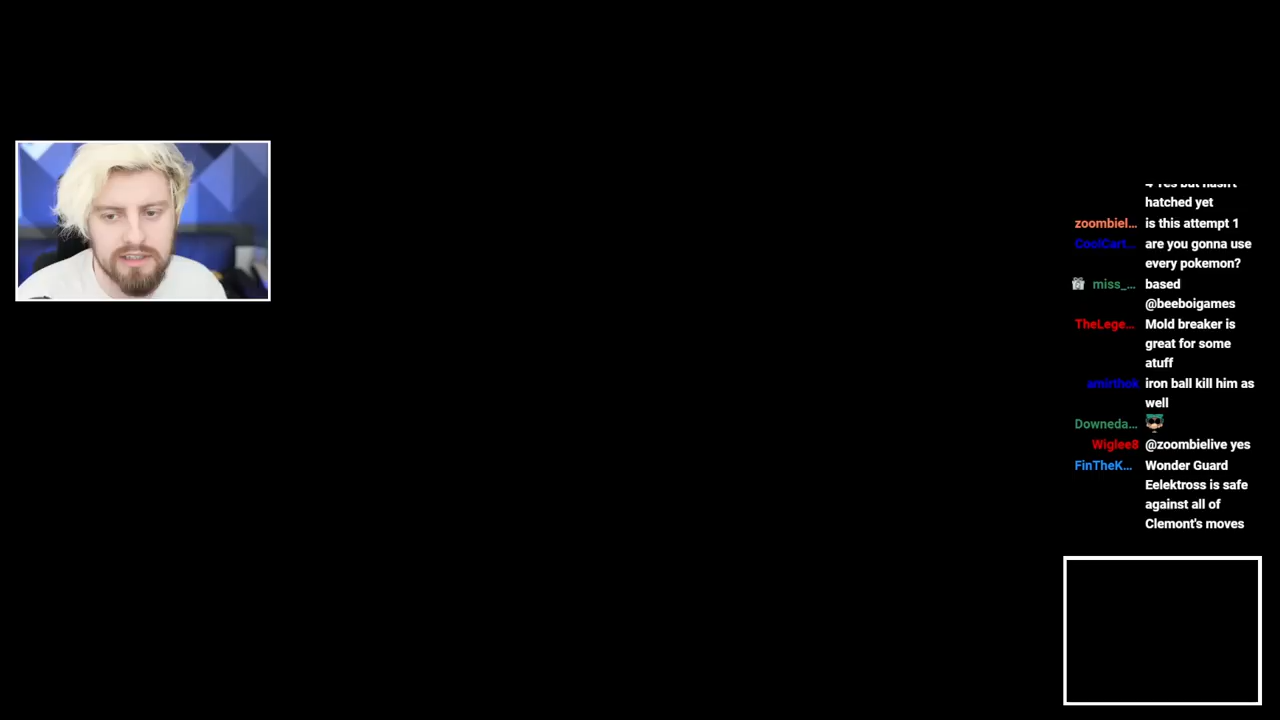 hatched yet
zoombiel... is this attempt 1
CoolCart... are you gonna use
every pokemon?
miss_... based
@beeboigames
TheLege... Mold breaker is
great for some
atuff
amirthok iron ball kill him as
well
Downeda...
Wiglee8 @zoombielive yes
FinTheK... Wonder Guard
Eelektross is safe
against all of
Clemont's moves